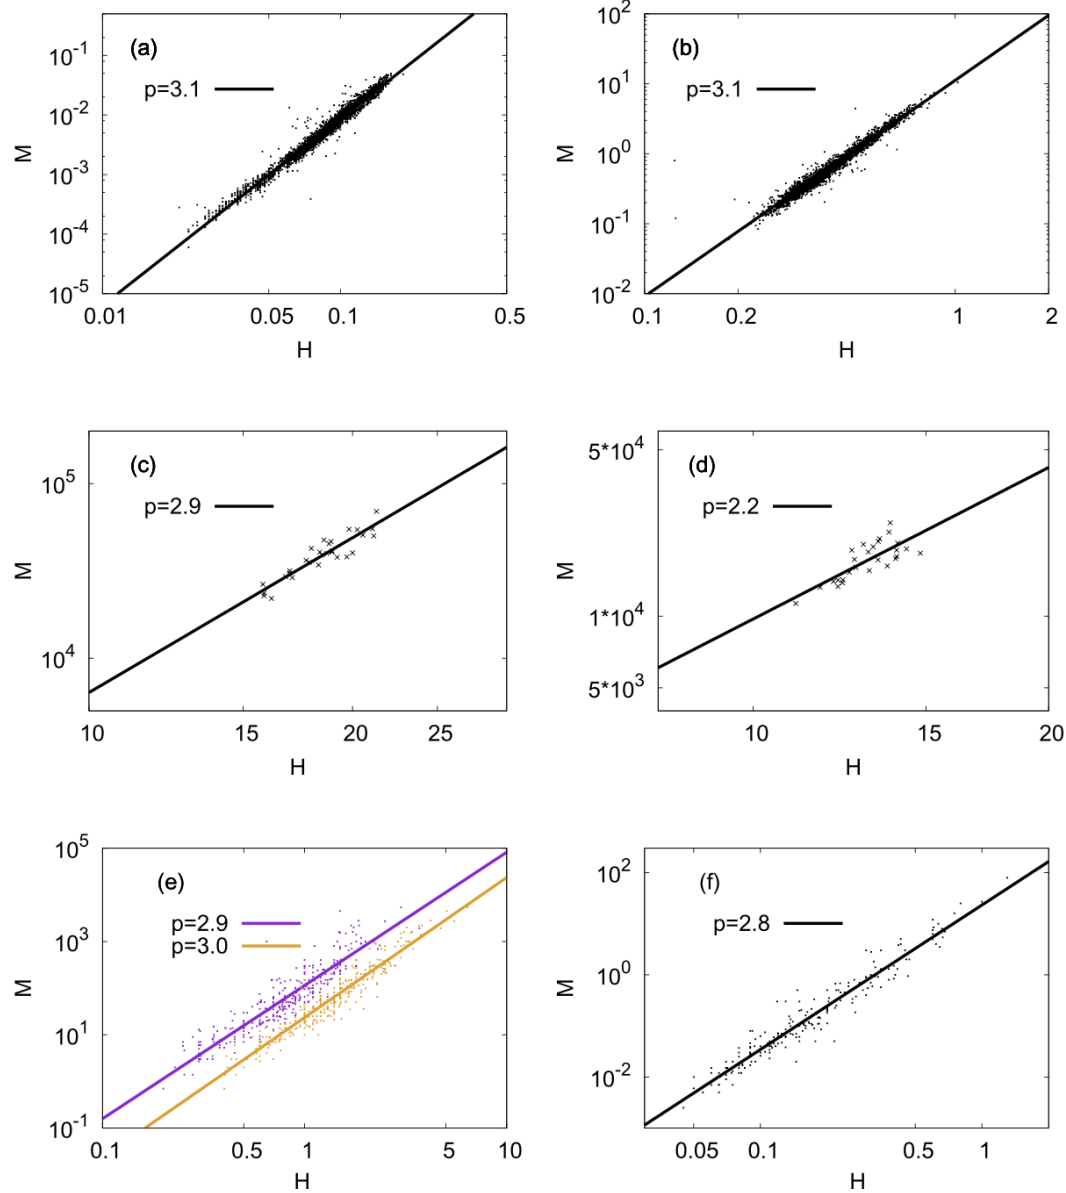 (a)
p=3.1
M
10^-1
10^-2
10^-3
10^-4
10^-5
0.01 0.05 0.1 0.5
H
(b)
p=3.1
M
10^2
10^1
10^0
10^-1
10^-2
0.1 0.2 1 2
H
(c)
p=2.9
M
10^5
10^4
10 15 20 25
H
(d)
p=2.2
M
5*10^4
1*10^4
5*10^3
10 15 20
H
(e)
p=2.9
p=3.0
M
10^5
10^3
10^1
10^-1
0.1 0.5 1 5 10
H
(f)
p=2.8
M
10^2
10^0
10^-2
0.05 0.1 0.5 1
H